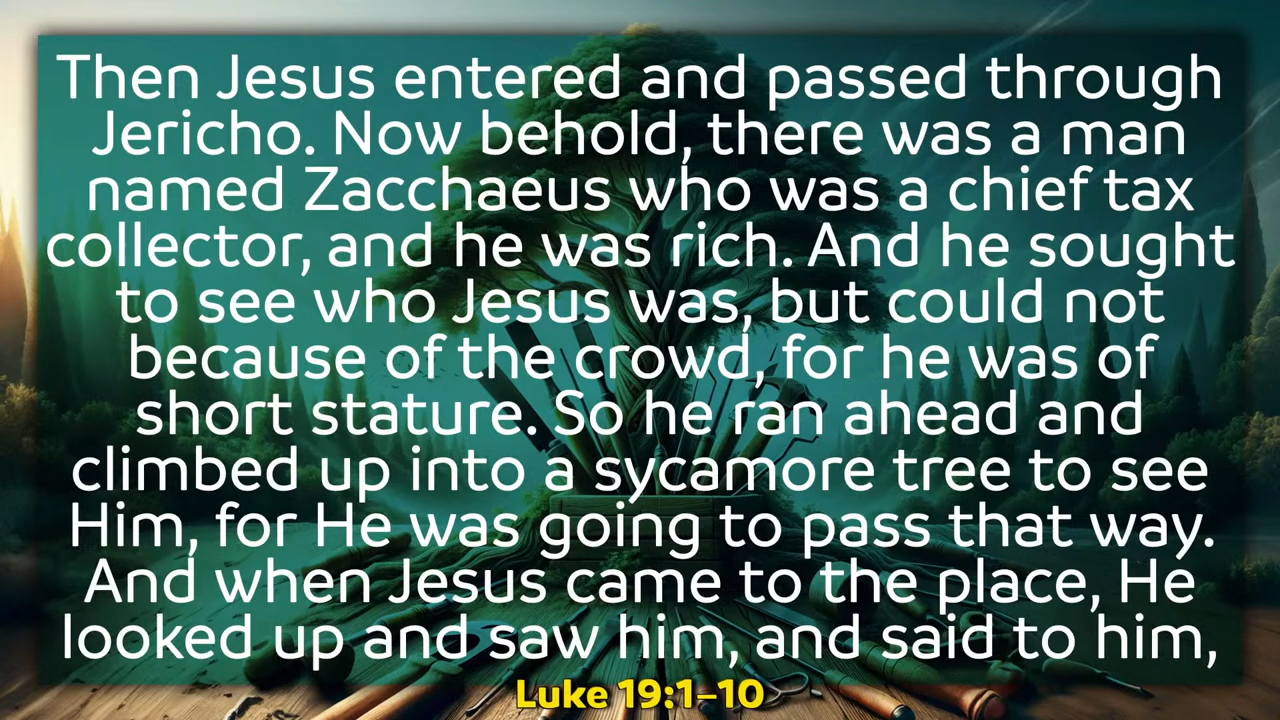 Then Jesus entered and passed through
Jericho. Now behold, there was a man
named Zacchaeus who was a chief tax
collector, and he was rich. And he sought
to see who Jesus was, but could not
because of the crowd, for he was of
short stature. So he ran ahead and
climbed up into a sycamore tree to see
Him, for He was going to pass that way.
And when Jesus came to the place, He
looked up and saw him, and said to him,
Luke 19:1–10